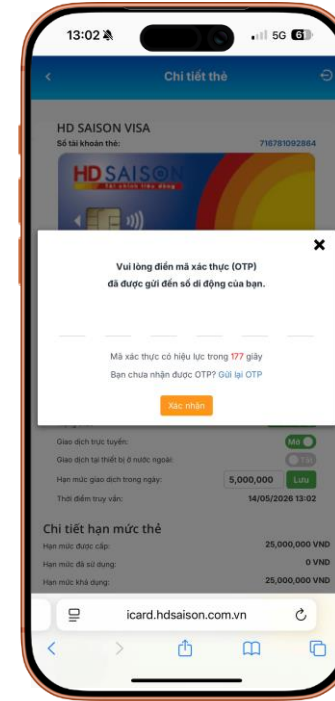 13:02
5G 61
Chi tiết thẻ
HD SAISON VISA
Số tài khoản thẻ: 716781092884
HD SAISON
Tài chính tiêu dùng
Vui lòng điền mã xác thực (OTP)
đã được gửi đến số di động của bạn.
Mã xác thực có hiệu lực trong 177 giây
Bạn chưa nhận được OTP? Gửi lại OTP
Xác nhận
Giao dịch trực tuyến: Mở
Giao dịch tại thiết bị ở nước ngoài: Tắt
Hạn mức giao dịch trong ngày: 5,000,000 Lưu
Thời điểm truy vấn: 14/05/2026 13:02
Chi tiết hạn mức thẻ
Hạn mức được cấp: 25,000,000 VND
Hạn mức đã sử dụng: 0 VND
Hạn mức khả dụng: 25,000,000 VND
icard.hdsaison.com.vn